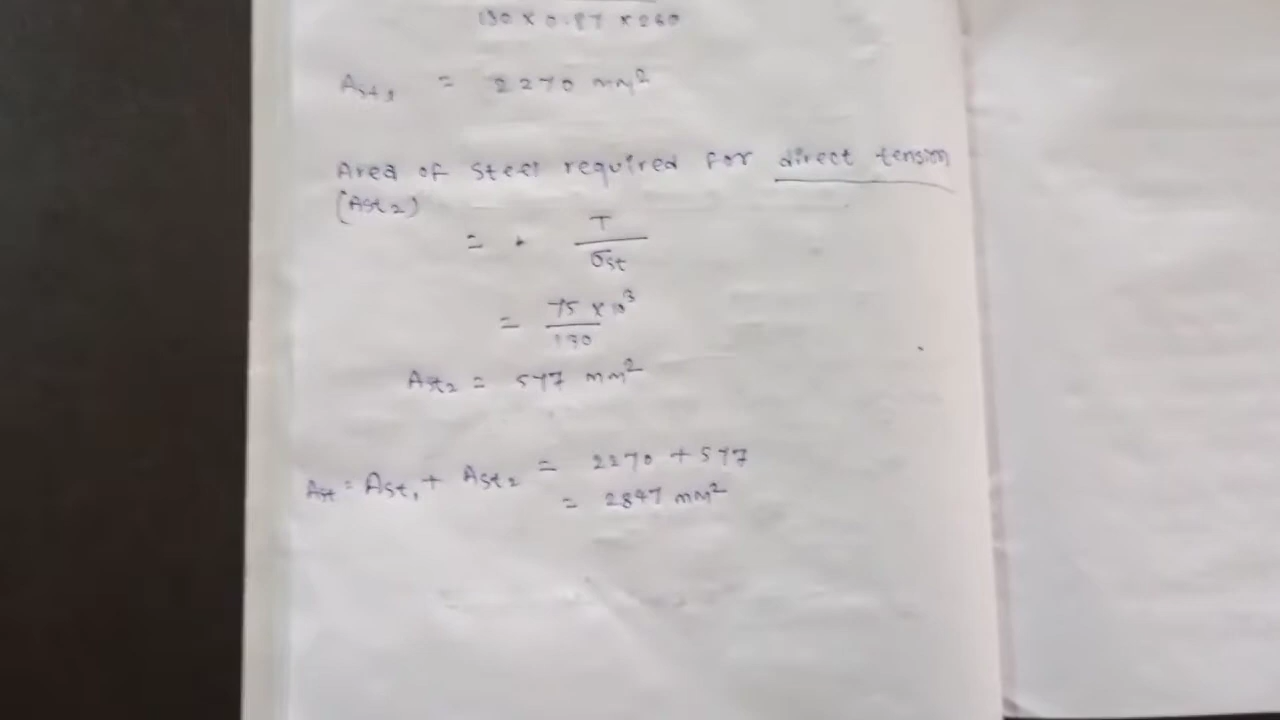 130 × 0.87 × 260
Ast1 = 2270 mm²
Area of steel required for direct tension
(Ast2)
= T / σst
= 75 × 10³ / 130
Ast2 = 577 mm²
Ast = Ast1 + Ast2 = 2270 + 577
= 2847 mm²